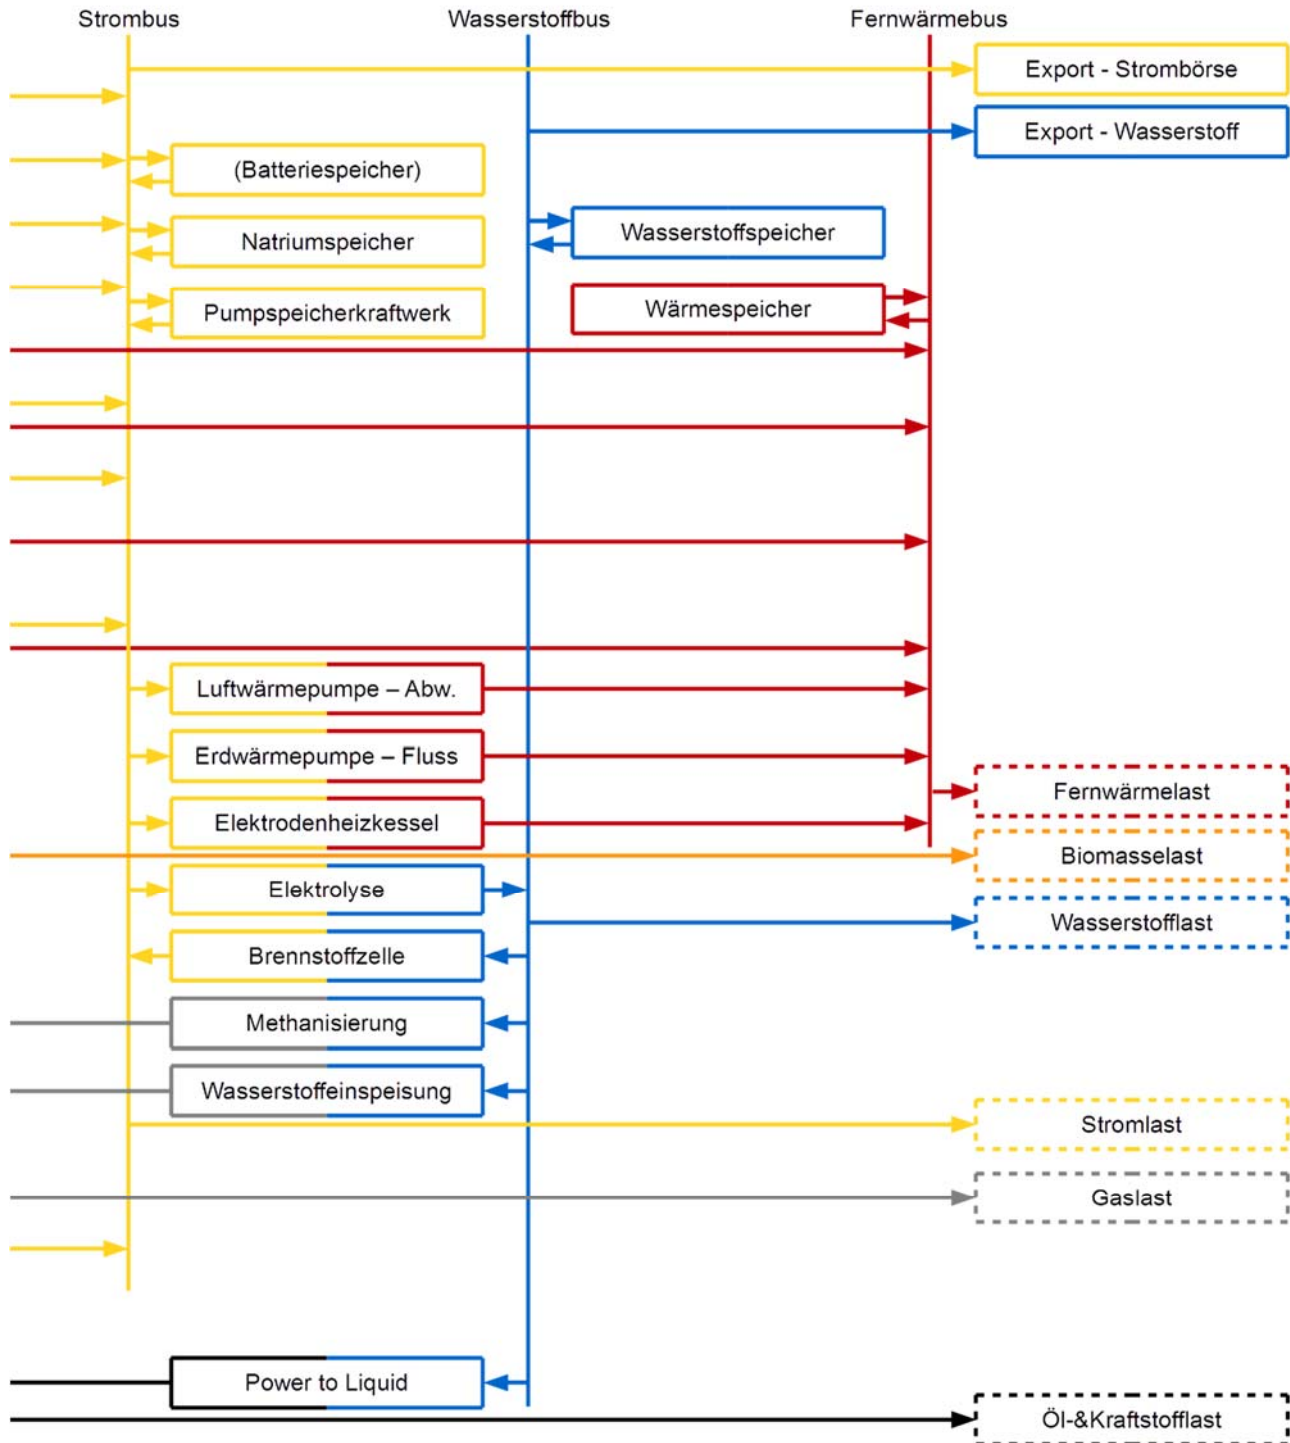 Strombus
Wasserstoffbus
Fernwärmebus
Export - Strombörse
Export - Wasserstoff
(Batteriespeicher)
Natriumspeicher
Wasserstoffspeicher
Pumpspeicherkraftwerk
Wärmespeicher
Luftwärmepumpe – Abw.
Erdwärmepumpe – Fluss
Fernwärmelast
Elektrodenheizkessel
Biomasselast
Elektrolyse
Wasserstofflast
Brennstoffzelle
Methanisierung
Wasserstoffeinspeisung
Stromlast
Gaslast
Power to Liquid
Öl-&Kraftstofflast